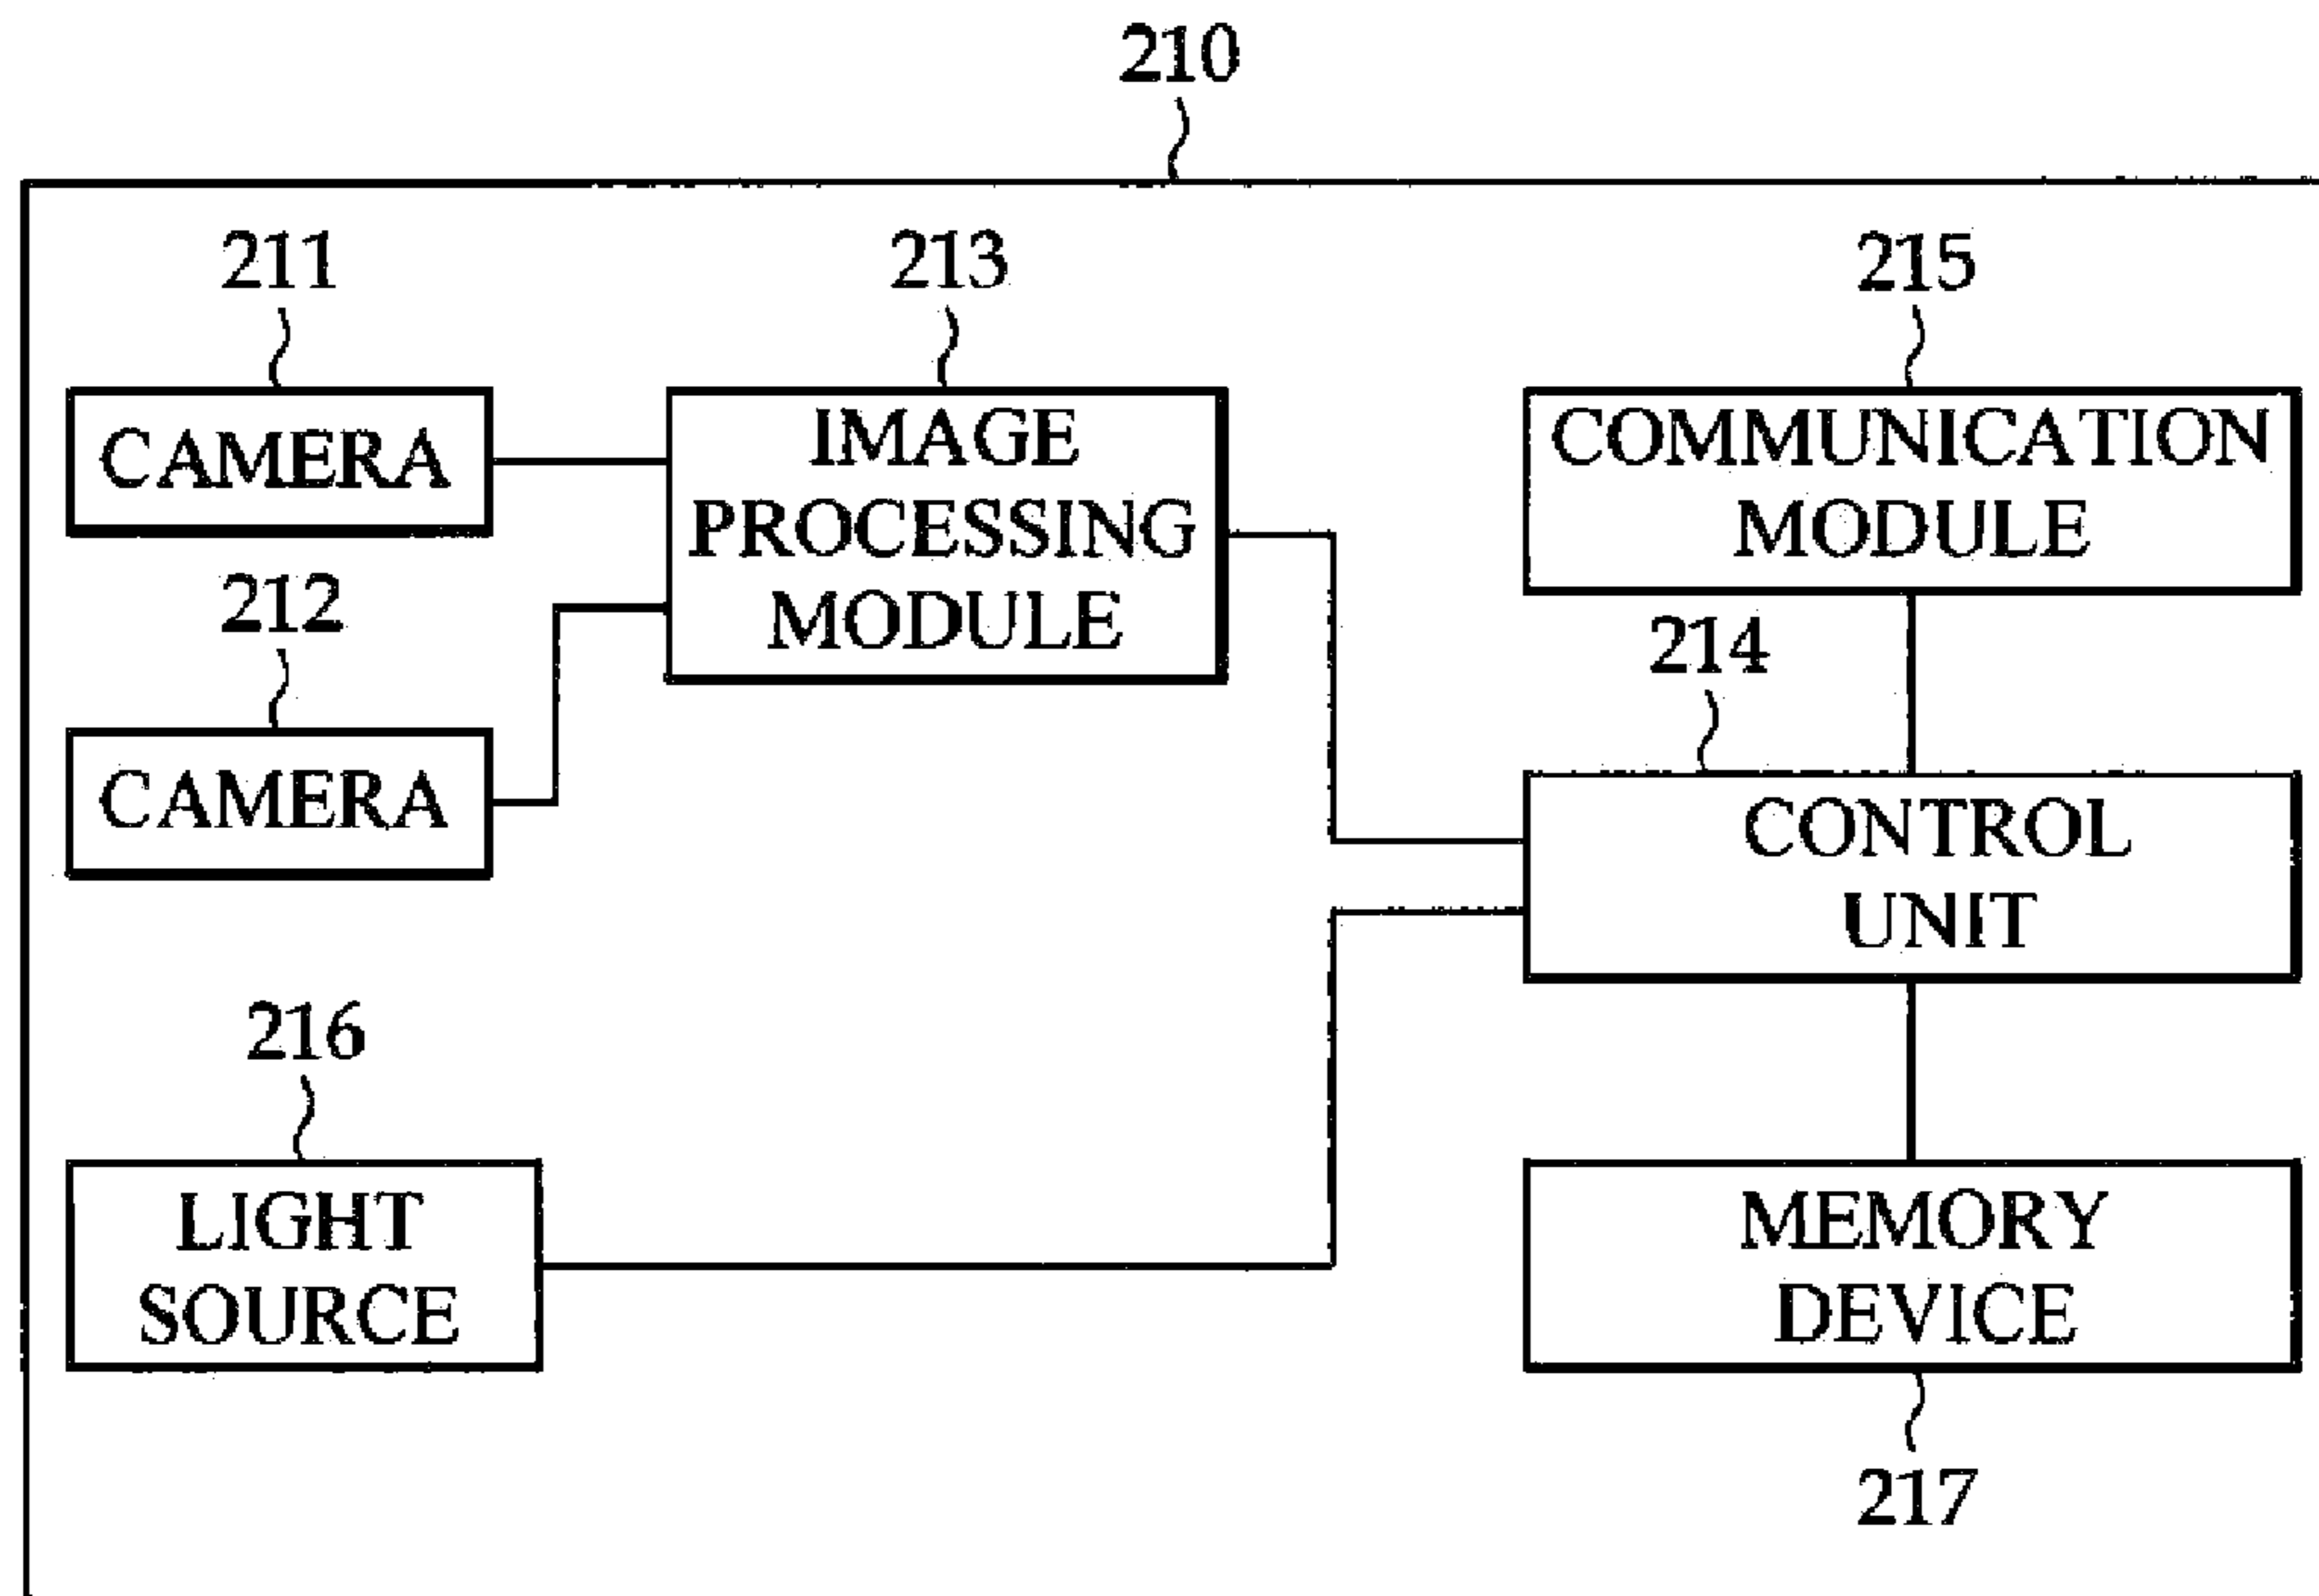 210
211
213
215
CAMERA
IMAGE
PROCESSING
MODULE
COMMUNICATION
MODULE
212
214
CAMERA
CONTROL
UNIT
216
LIGHT
SOURCE
MEMORY
DEVICE
217